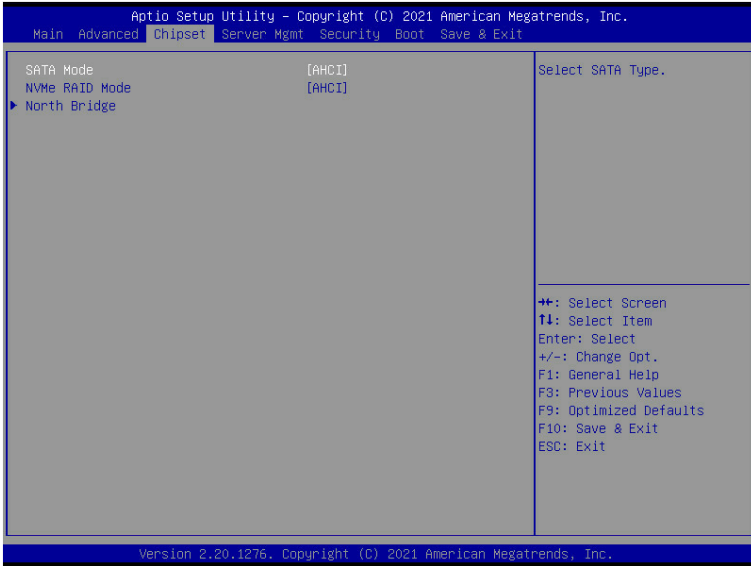 Aptio Setup Utility – Copyright (C) 2021 American Megatrends, Inc.
Main Advanced Chipset Server Mgmt Security Boot Save & Exit
SATA Mode [AHCI]
NVMe RAID Mode [AHCI]
North Bridge
Select SATA Type.
→←: Select Screen
↑↓: Select Item
Enter: Select
+/-: Change Opt.
F1: General Help
F3: Previous Values
F9: Optimized Defaults
F10: Save & Exit
ESC: Exit
Version 2.20.1276. Copyright (C) 2021 American Megatrends, Inc.